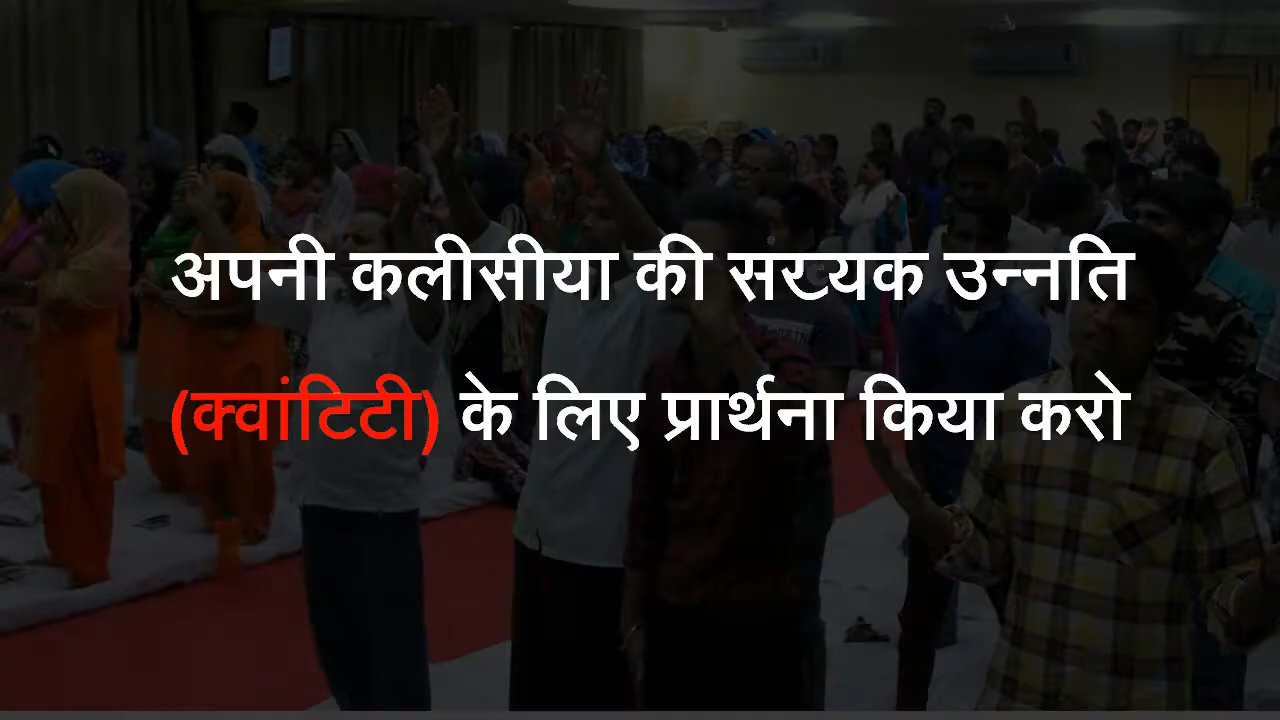 अपनी कलीसीया की सख्यक उन्नति
(क्वांटिटी) के लिए प्रार्थना किया करो